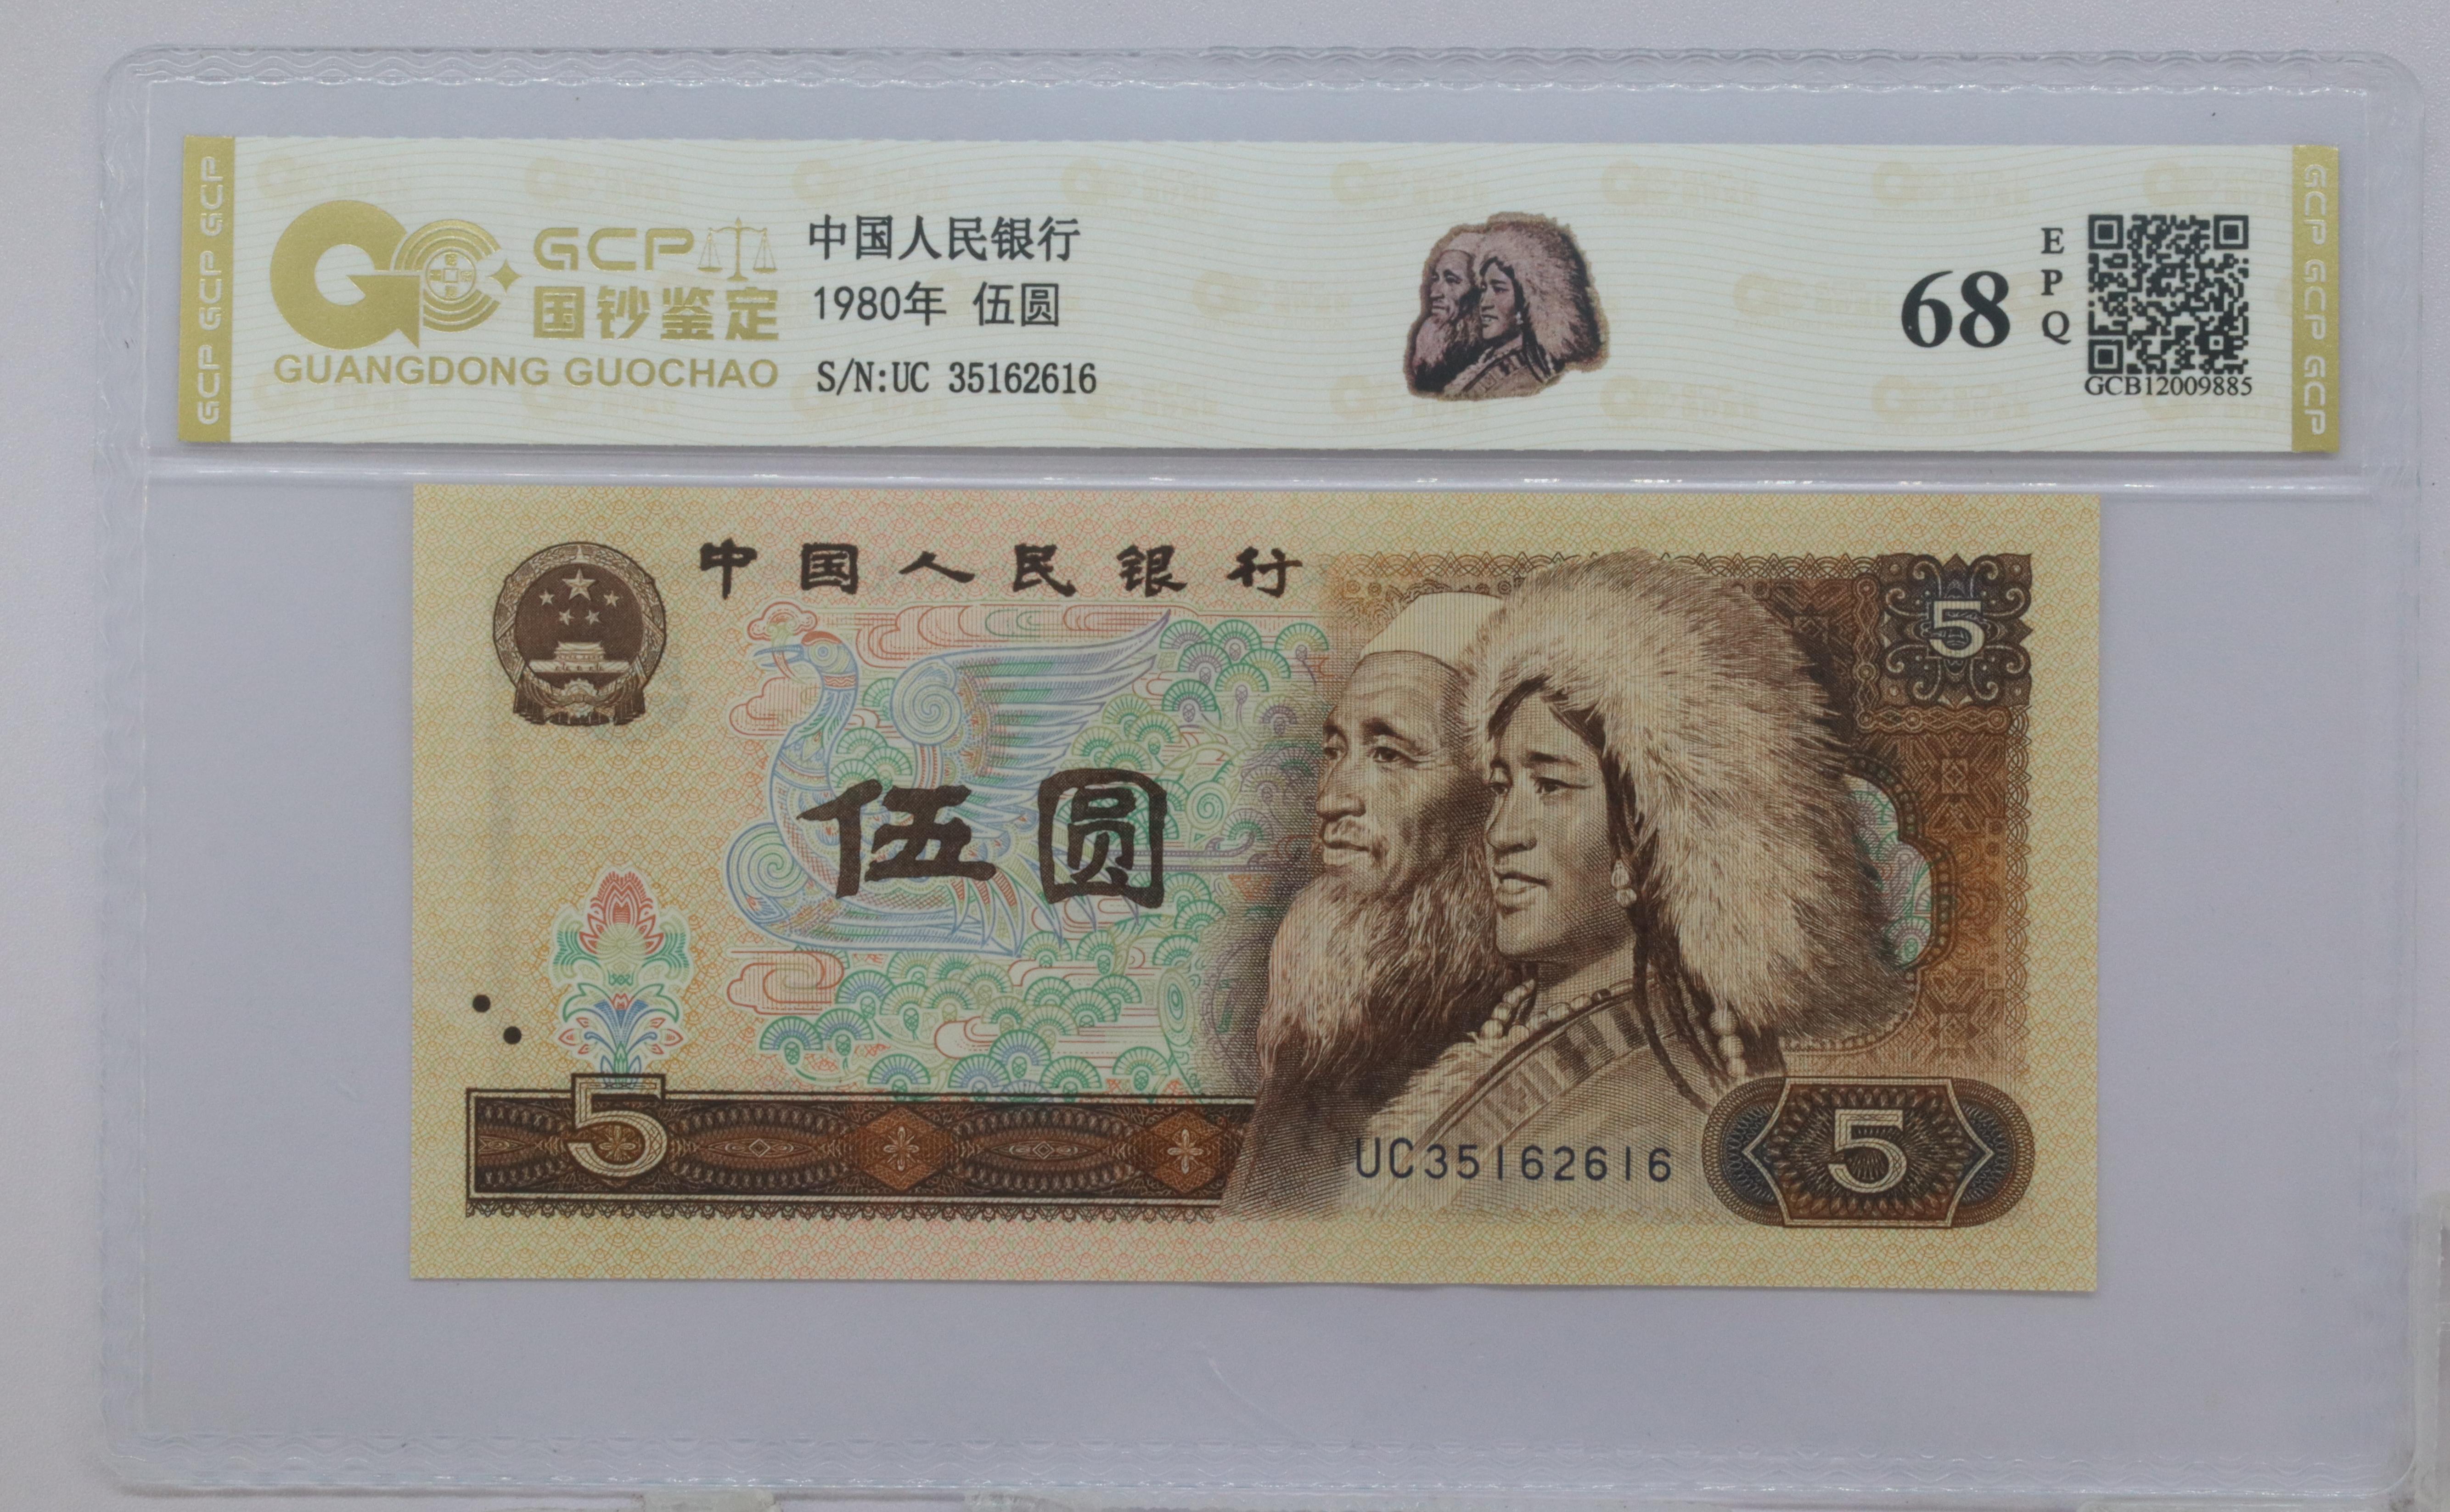 GCP GCP GCP
GCP
国钞鉴定
GUANGDONG GUOCHAO
中国人民银行
1980年 伍圆
S/N:UC 35162616
68
EPQ
GCB12009885
GCP GCP GCP
中国人民银行
5
伍圆
5
UC35162616
5